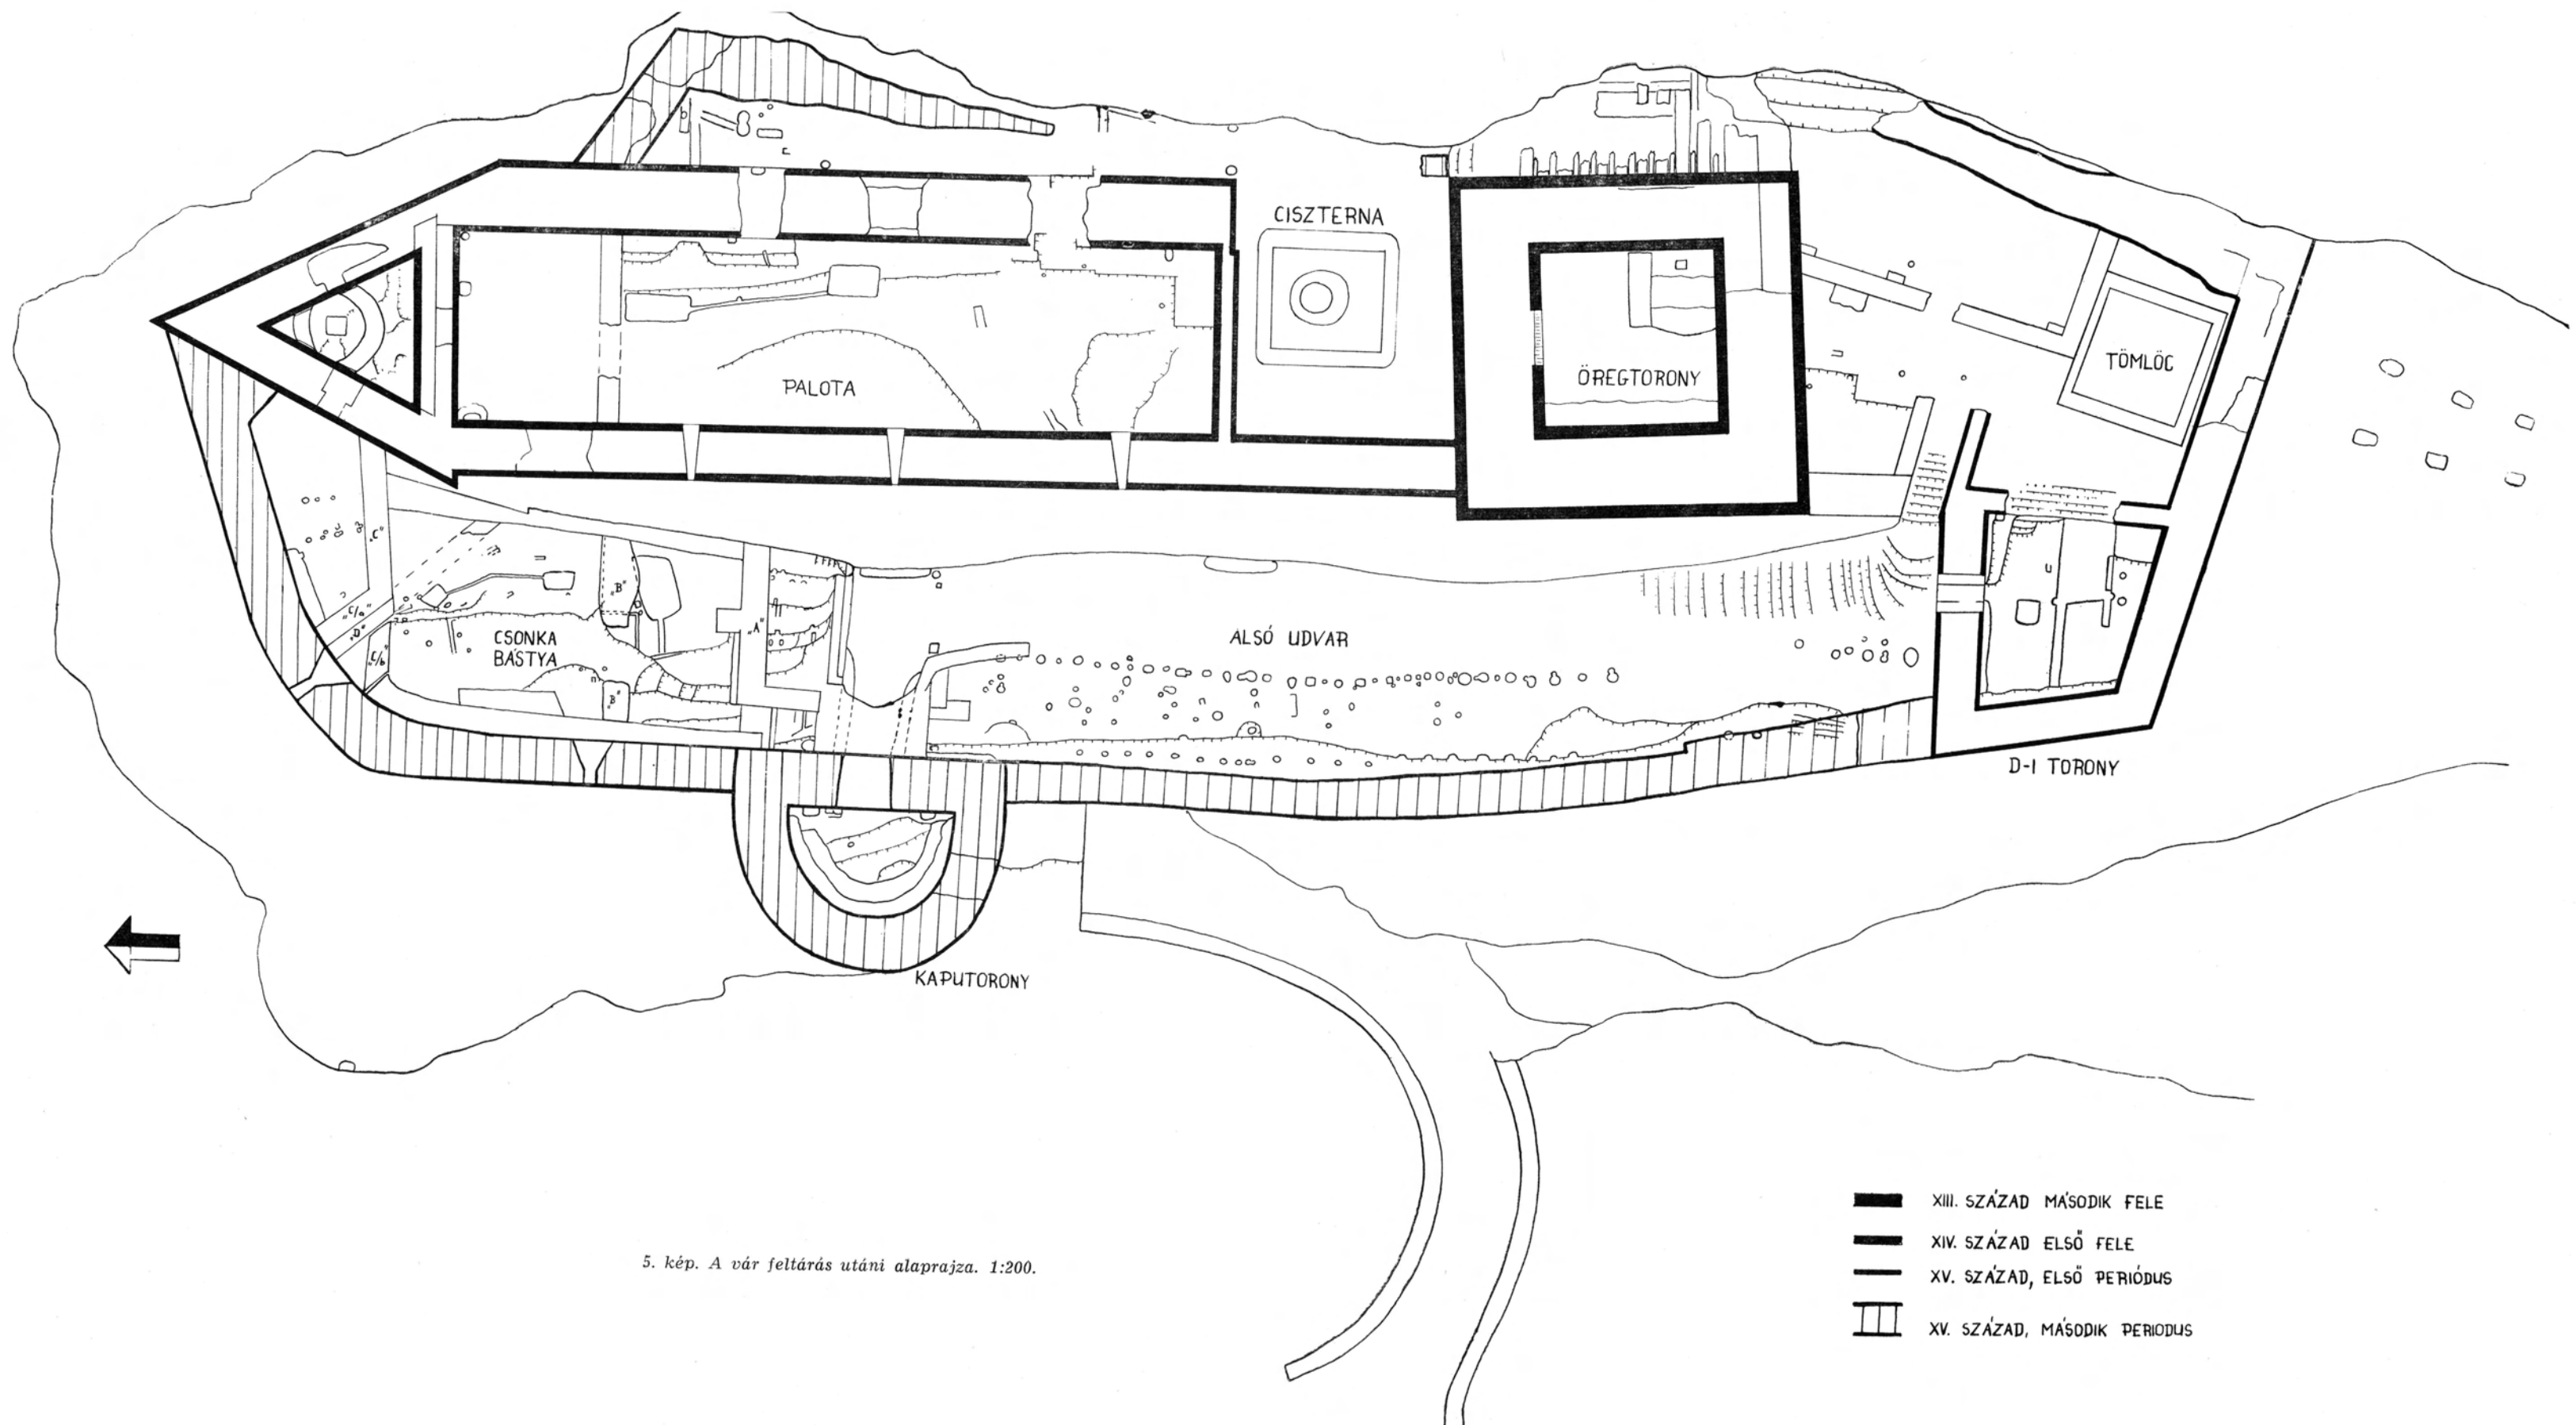 CISZTERNA
PALOTA
ÖREGTORONY
TÖMLÖC
"C"
"B"
"C/a"
"D"
"A"
CSONKA
BÁSTYA
"C/b"
"B"
ALSÓ UDVAR
D-I TORONY
KAPUTORONY
XIII. SZÁZAD MÁSODIK FELE
XIV. SZÁZAD ELSŐ FELE
XV. SZÁZAD, ELSŐ PERIÓDUS
XV. SZÁZAD, MÁSODIK PERIODUS
5. kép. A vár feltárás utáni alaprajza. 1:200.